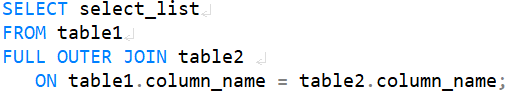 SELECT select_list
FROM table1
FULL OUTER JOIN table2
ON table1.column_name = table2.column_name;